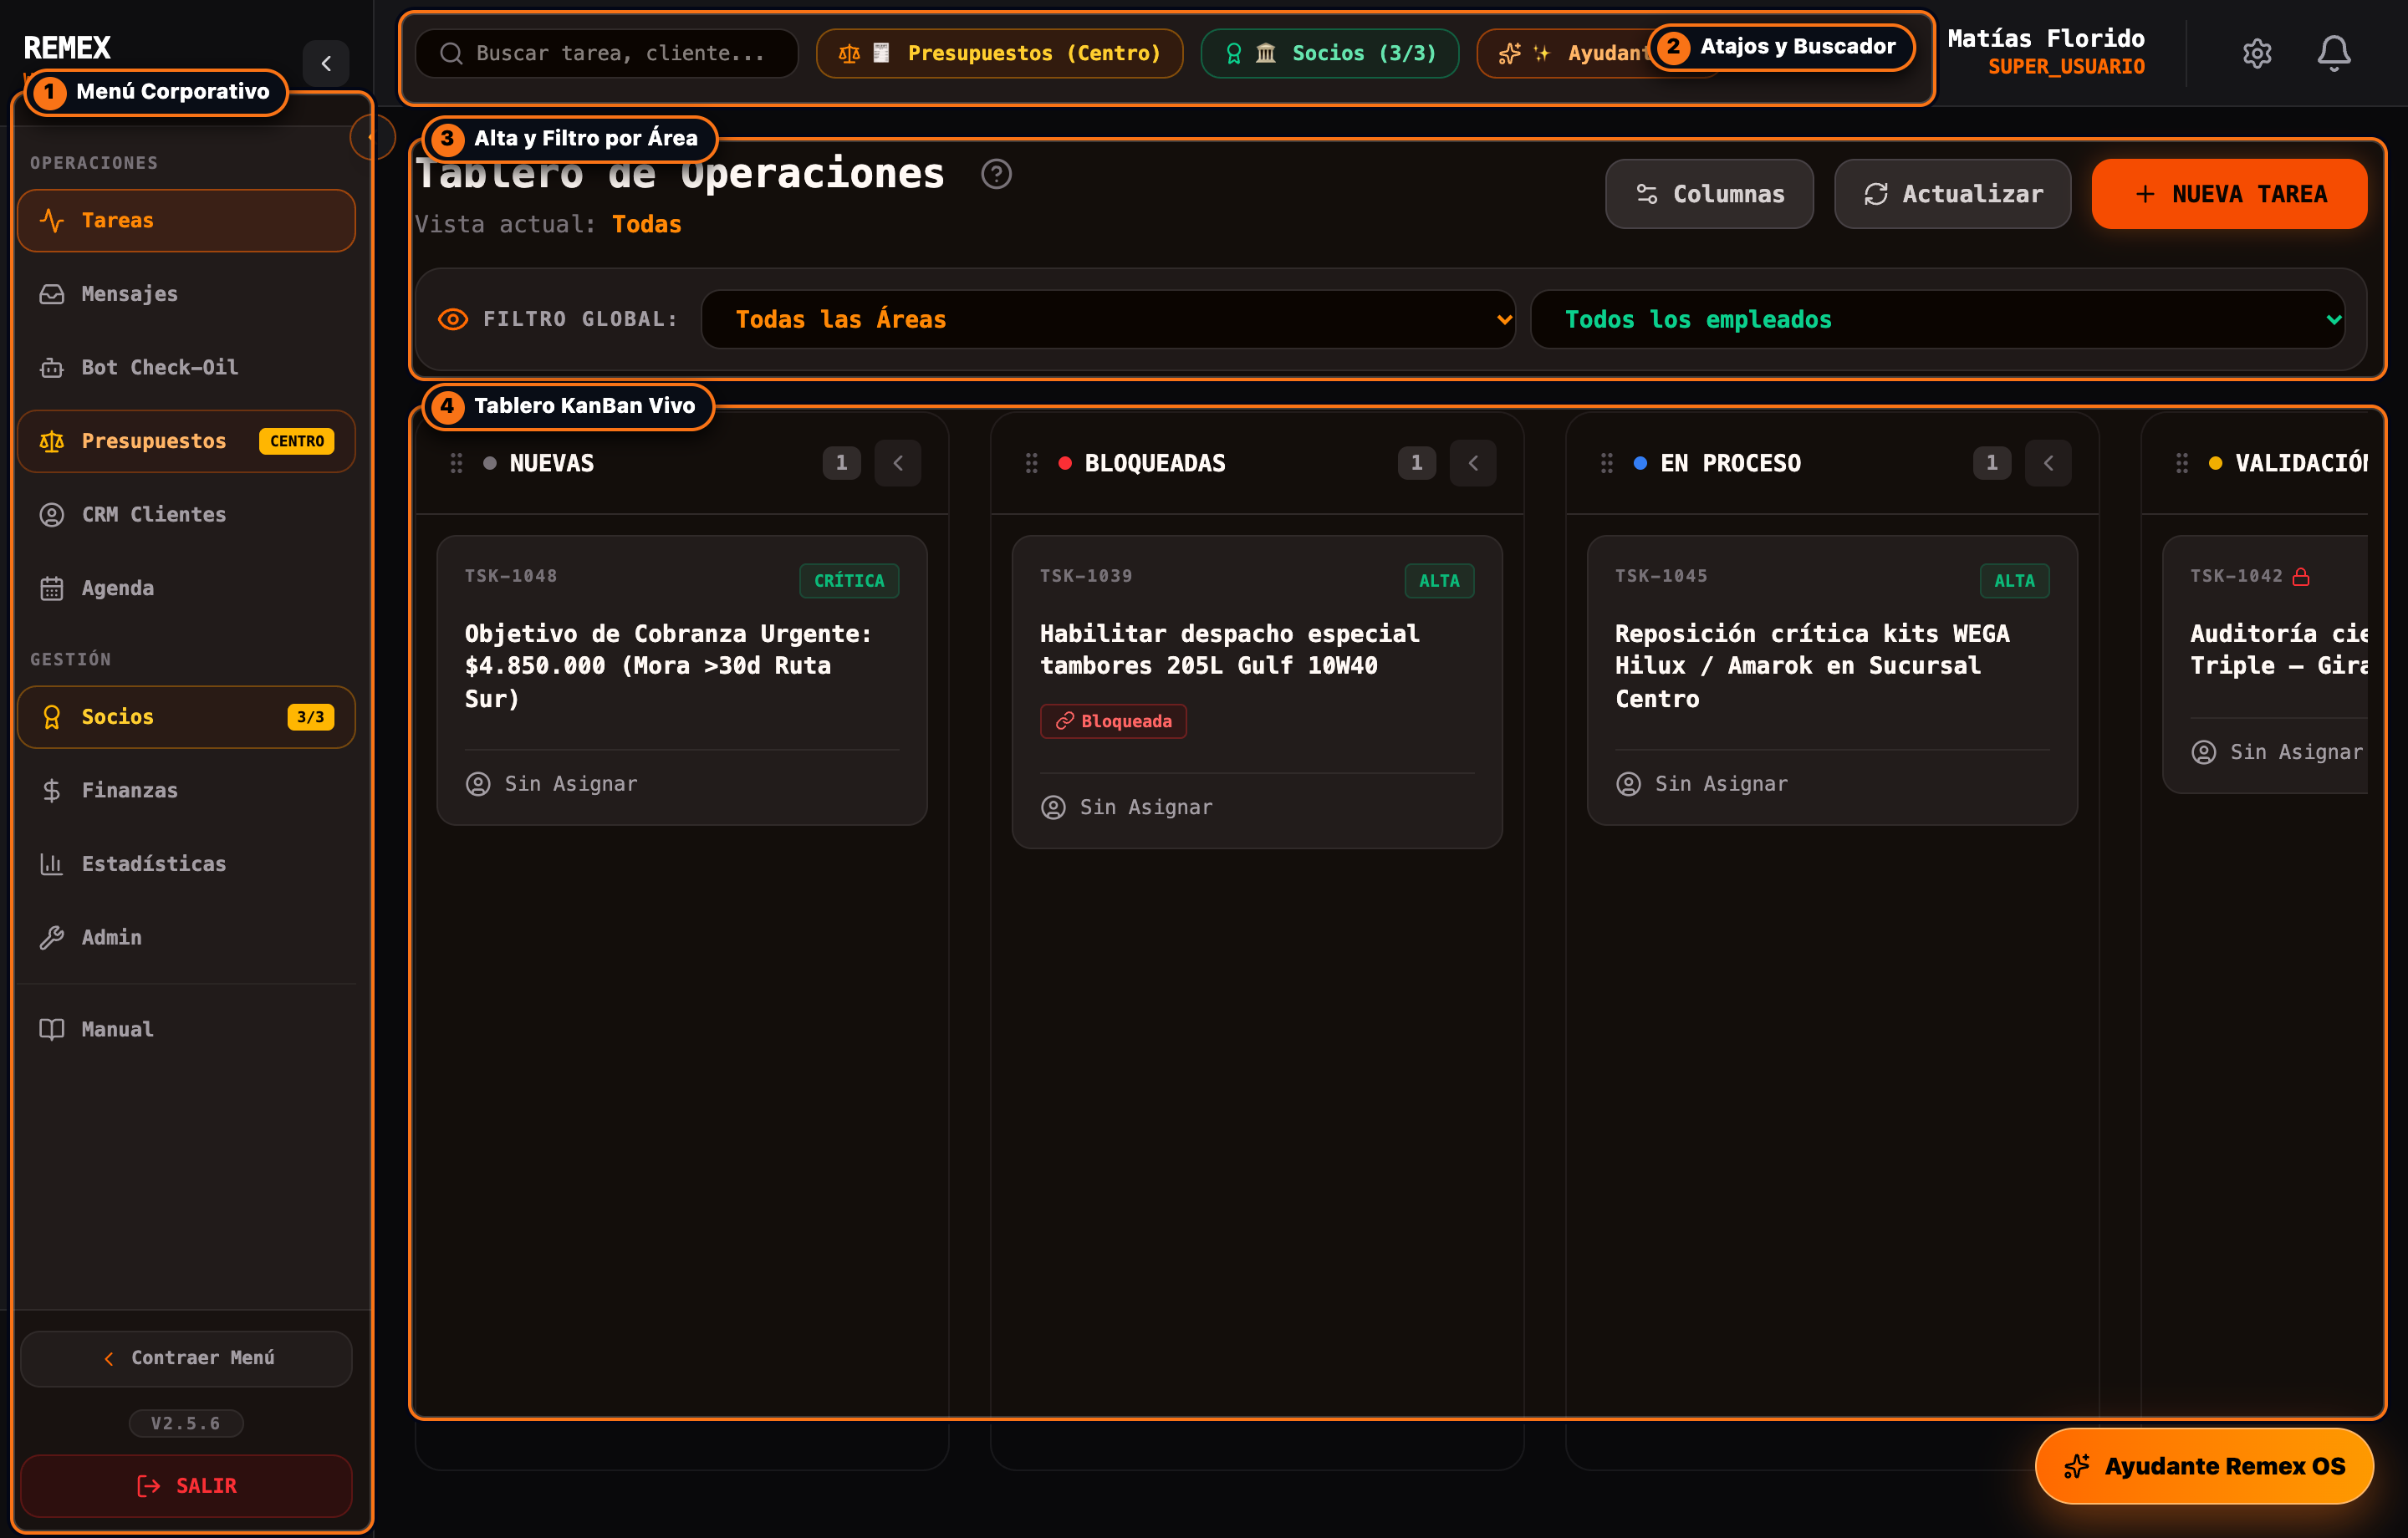 REMEX
1 Menú Corporativo
OPERACIONES
Tareas
Mensajes
Bot Check-Oil
Presupuestos CENTRO
CRM Clientes
Agenda
GESTIÓN
Socios 3/3
Finanzas
Estadísticas
Admin
Manual
Contraer Menú
V2.5.6
SALIR
Buscar tarea, cliente...
Presupuestos (Centro)
Socios (3/3)
2 Atajos y Buscador
Matías Florido
SUPER_USUARIO
3 Alta y Filtro por Área
Tablero de Operaciones
Vista actual: Todas
Columnas
Actualizar
+ NUEVA TAREA
FILTRO GLOBAL:
Todas las Áreas
Todos los empleados
4 Tablero KanBan Vivo
NUEVAS 1
TSK-1048 CRÍTICA
Objetivo de Cobranza Urgente:
$4.850.000 (Mora >30d Ruta
Sur)
Sin Asignar
BLOQUEADAS 1
TSK-1039 ALTA
Habilitar despacho especial
tambores 205L Gulf 10W40
Bloqueada
Sin Asignar
EN PROCESO 1
TSK-1045 ALTA
Reposición crítica kits WEGA
Hilux / Amarok en Sucursal
Centro
Sin Asignar
VALIDACIÓN
TSK-1042
Auditoría
Triple –
Sin Asignar
Ayudante Remex OS